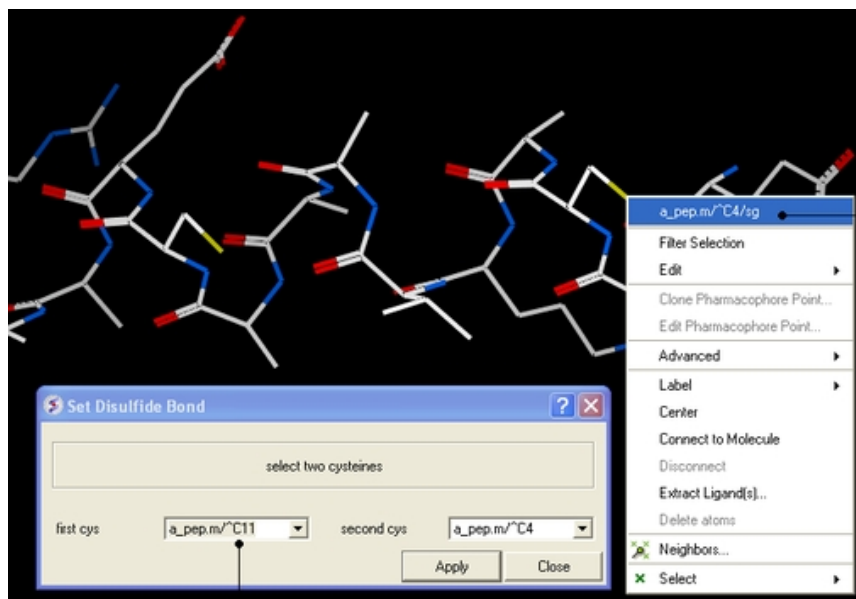 a_pep.m/^C4/sg
Filter Selection
Edit
Clone Pharmacophore Point...
Edit Pharmacophore Point...
Advanced
Label
Center
Connect to Molecule
Disconnect
Extract Ligand(s)...
Delete atoms
Neighbors...
Select
Set Disulfide Bond
select two cysteines
first cys a_pep.m/^C11 second cys a_pep.m/^C4
Apply Close